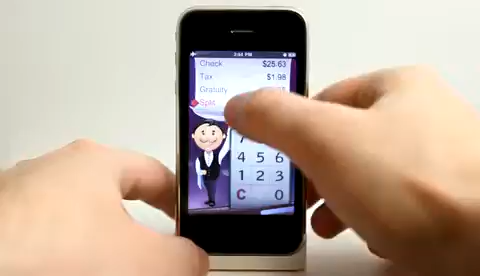 Check $25.63
Tax $1.98
Gratuity
Split
4 5 6
1 2 3
C 0